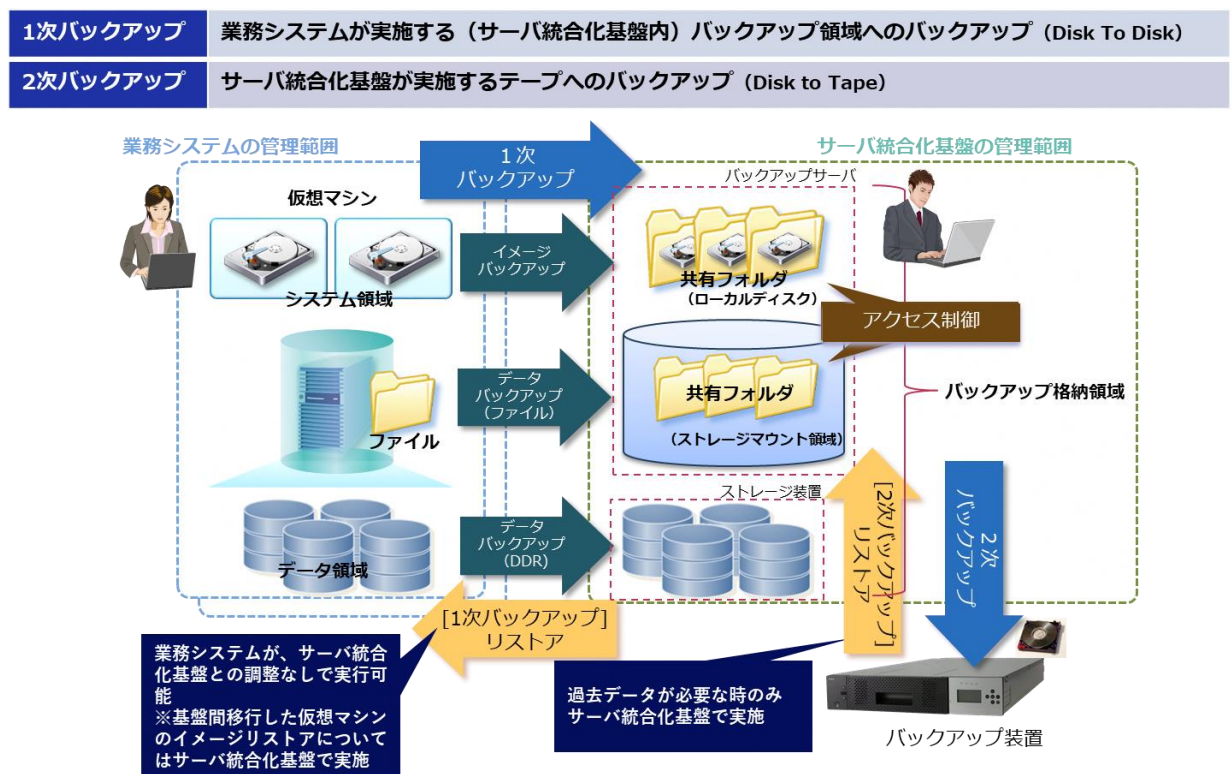 1次バックアップ
業務システムが実施する（サーバ統合化基盤内）バックアップ領域へのバックアップ（Disk To Disk）
2次バックアップ
サーバ統合化基盤が実施するテープへのバックアップ（Disk to Tape）
業務システムの管理範囲
サーバ統合化基盤の管理範囲
1次
バックアップ
バックアップサーバ
仮想マシン
システム領域
イメージ
バックアップ
共有フォルダ
（ローカルディスク）
アクセス制御
データ
バックアップ
（ファイル）
ファイル
共有フォルダ
（ストレージマウント領域）
バックアップ格納領域
ストレージ装置
データ
バックアップ
（DDR）
データ領域
[2次バックアップ]
リストア
2次
バックアップ
[1次バックアップ]
リストア
業務システムが、サーバ統合
化基盤との調整なしで実行可
能
※基盤間移行した仮想マシン
のイメージリストアについて
はサーバ統合化基盤で実施
過去データが必要な時のみ
サーバ統合化基盤で実施
バックアップ装置